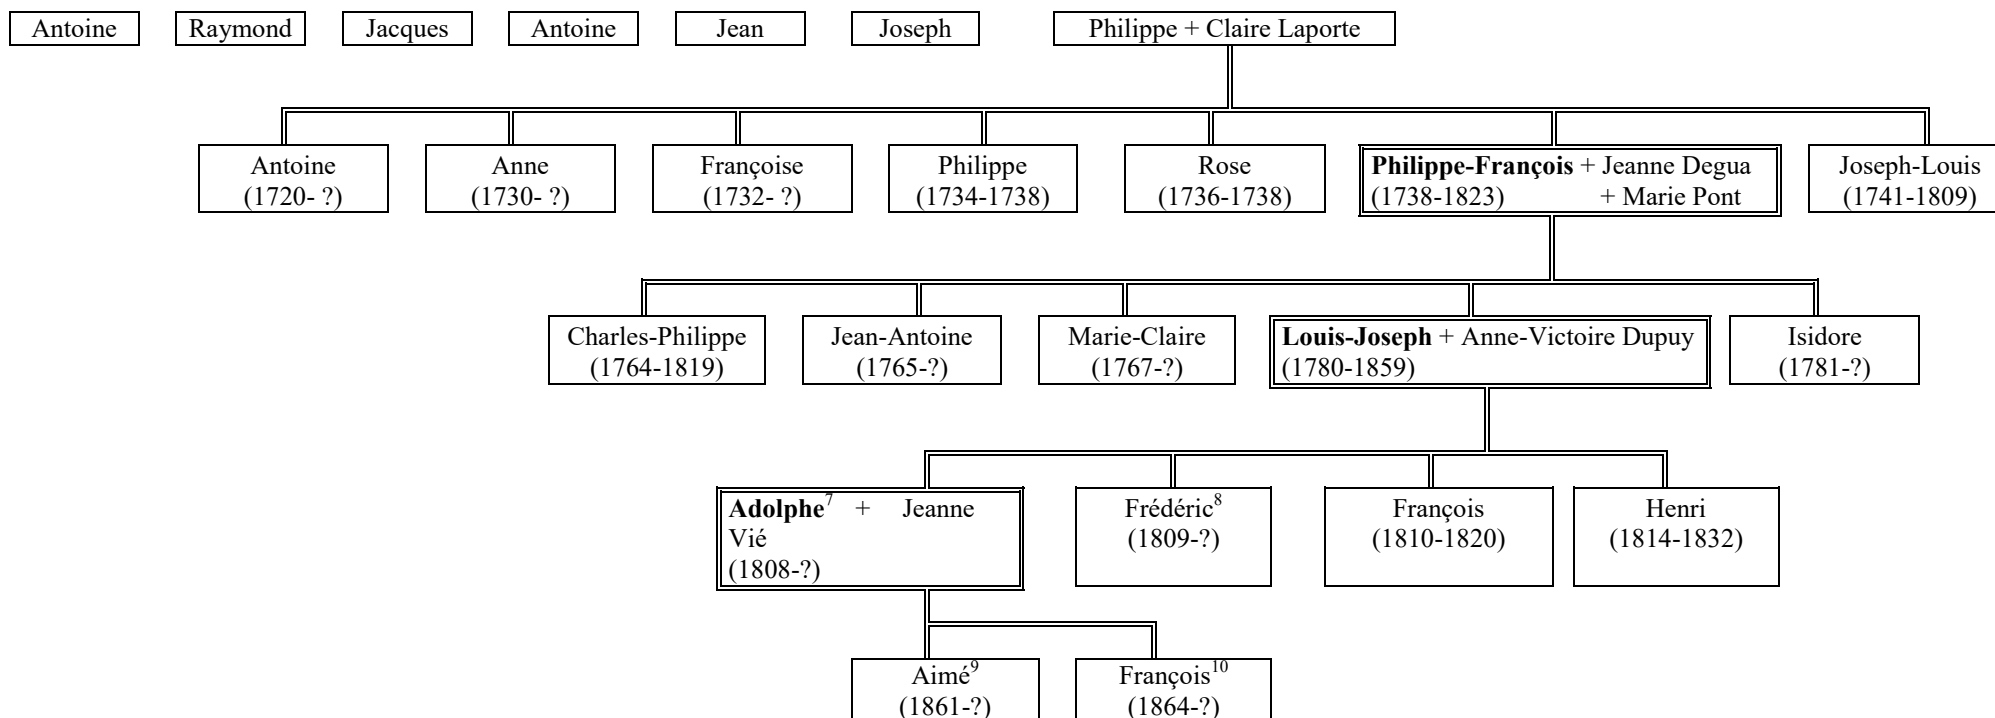 Antoine
Raymond
Jacques
Antoine
Jean
Joseph
Philippe + Claire Laporte
Antoine
(1720- ?)
Anne
(1730- ?)
Françoise
(1732- ?)
Philippe
(1734-1738)
Rose
(1736-1738)
Philippe-François + Jeanne Degua
(1738-1823) + Marie Pont
Joseph-Louis
(1741-1809)
Charles-Philippe
(1764-1819)
Jean-Antoine
(1765-?)
Marie-Claire
(1767-?)
Louis-Joseph + Anne-Victoire Dupuy
(1780-1859)
Isidore
(1781-?)
Adolphe7 + Jeanne
Vié
(1808-?)
Frédéric8
(1809-?)
François
(1810-1820)
Henri
(1814-1832)
Aimé9
(1861-?)
François10
(1864-?)